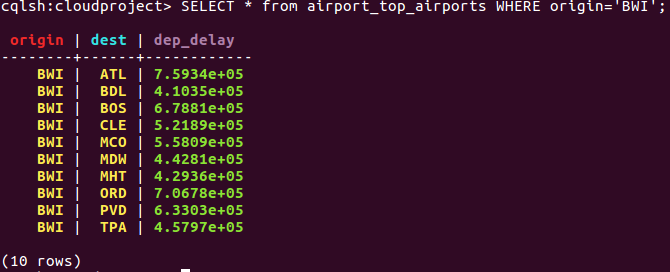 cqlsh:cloudproject> SELECT * from airport_top_airports WHERE origin='BWI';
origin | dest | dep_delay
--------+------+------------
BWI | ATL | 7.5934e+05
BWI | BDL | 4.1035e+05
BWI | BOS | 6.7881e+05
BWI | CLE | 5.2189e+05
BWI | MCO | 5.5809e+05
BWI | MDW | 4.4281e+05
BWI | MHT | 4.2936e+05
BWI | ORD | 7.0678e+05
BWI | PVD | 6.3303e+05
BWI | TPA | 4.5797e+05
(10 rows)